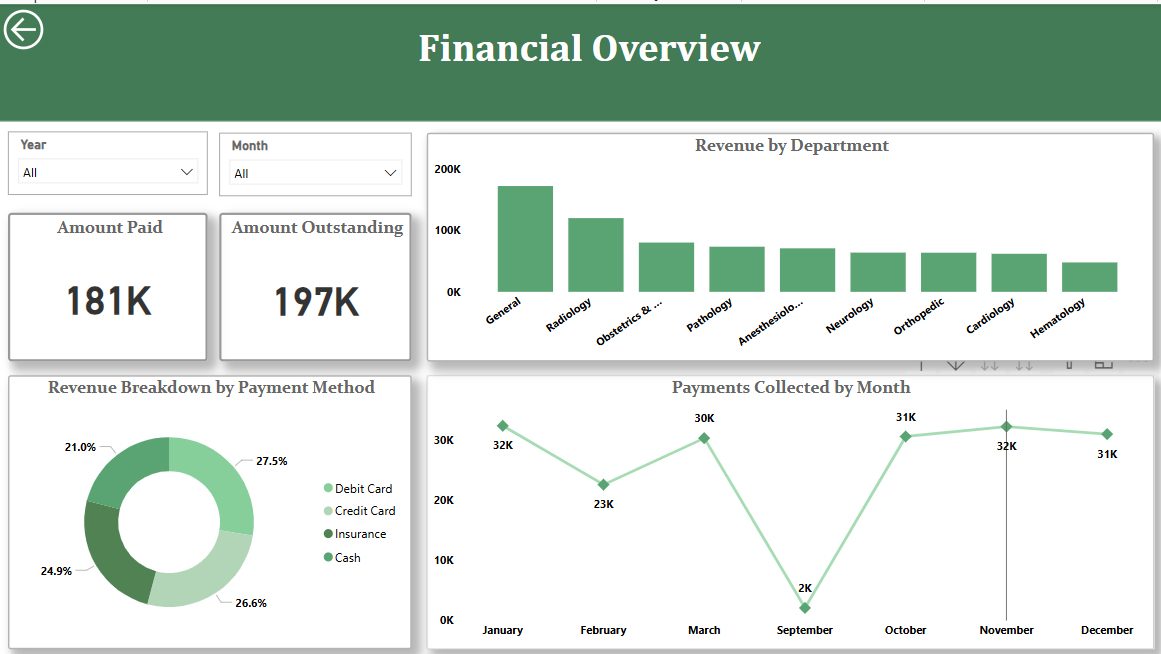 Financial Overview
Year
All
Month
All
Amount Paid
181K
Amount Outstanding
197K
Revenue by Department
200K
100K
0K
General
Radiology
Obstetrics & ...
Pathology
Anesthesiolo...
Neurology
Orthopedic
Cardiology
Hematology
Revenue Breakdown by Payment Method
21.0%
27.5%
24.9%
26.6%
Debit Card
Credit Card
Insurance
Cash
Payments Collected by Month
30K
20K
10K
0K
32K
23K
30K
2K
31K
32K
31K
January
February
March
September
October
November
December